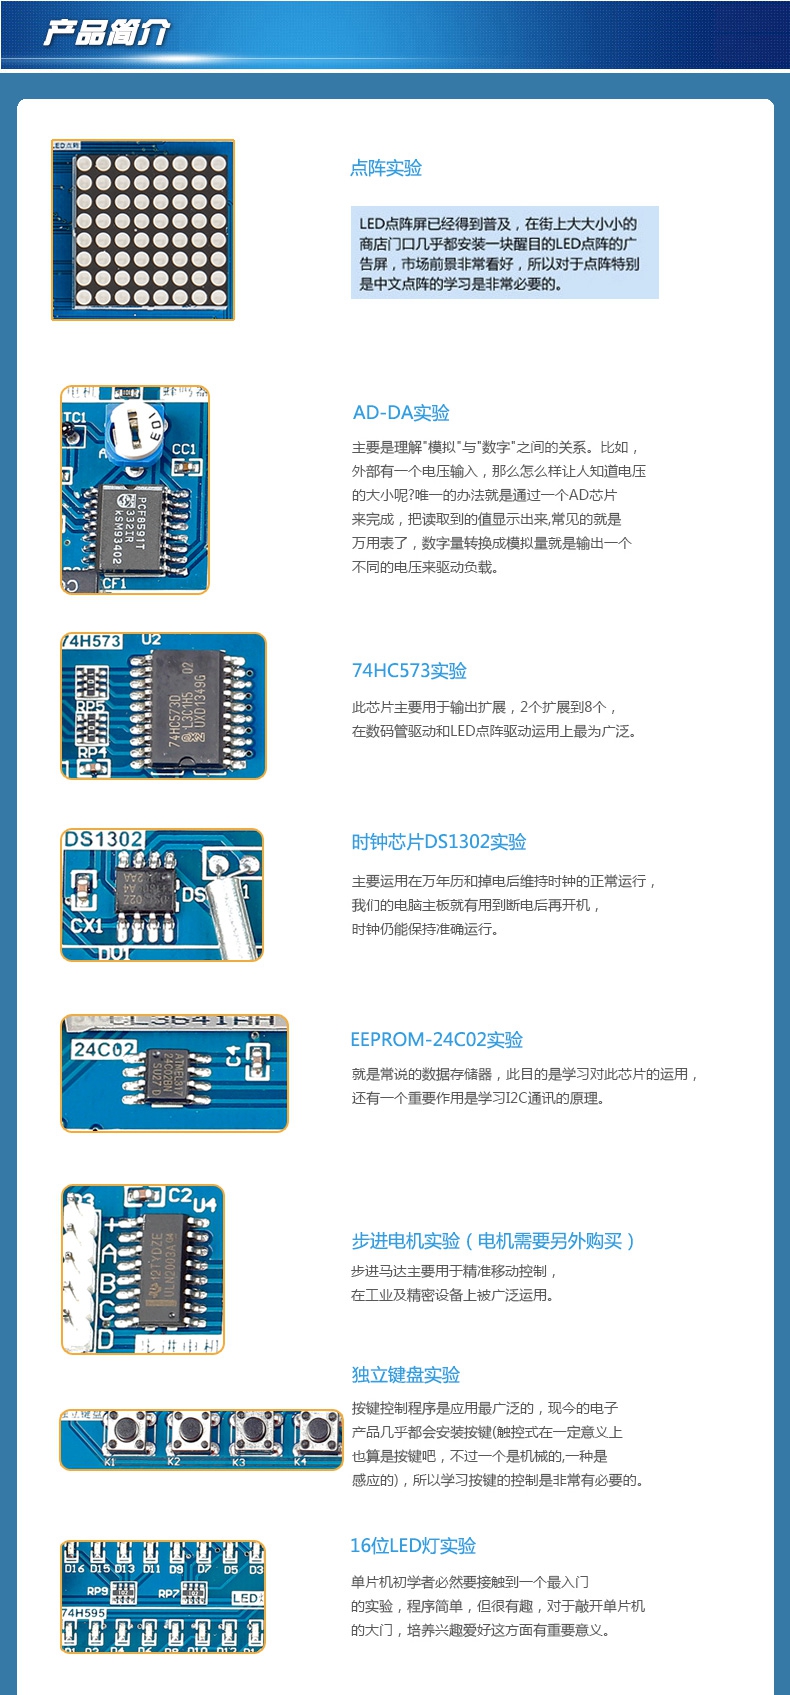 产品简介
LED点阵
点阵实验
LED点阵屏已经得到普及，在街上大大小小的
商店门口几乎都安装一块醒目的LED点阵的广
告屏，市场前景非常看好，所以对于点阵特别
是中文点阵的学习是非常必要的。
TC1
CC1
PCF8591T
332TR
KSM93402
CF1
AD-DA实验
主要是理解"模拟"与"数字"之间的关系。比如，
外部有一个电压输入，那么怎么样让人知道电压
的大小呢?唯一的办法就是通过一个AD芯片
来完成，把读取到的值显示出来,常见的就是
万用表了，数字量转换成模拟量就是输出一个
不同的电压来驱动负载。
74H573
U2
RP5
RP4
74HC573D
L3C1H5 02
UXD1349G
74HC573实验
此芯片主要用于输出扩展，2个扩展到8个，
在数码管驱动和LED点阵驱动运用上最为广泛。
DS1302
CX1
DS
1
DU1
时钟芯片DS1302实验
主要运用在万年历和掉电后维持时钟的正常运行，
我们的电脑主板就有用到断电后再开机，
时钟仍能保持准确运行。
CL3641AH
24C02
C4
ATMEL317
24C02BN
SU27 D
EEPROM-24C02实验
就是常说的数据存储器，此目的是学习对此芯片的运用，
还有一个重要作用是学习I2C通讯的原理。
C2
U4
+
A
B
C
D
12TYDZE
ULN2003A
步进电机实验（电机需要另外购买）
步进马达主要用于精准移动控制，
在工业及精密设备上被广泛运用。
独立键盘
K1 K2 K3 K4
独立键盘实验
按键控制程序是应用最广泛的，现今的电子
产品几乎都会安装按键(触控式在一定意义上
也算是按键吧，不过一个是机械的,一种是
感应的)，所以学习按键的控制是非常有必要的。
D16 D15 D13 D11 D9 D7 D5 D3
RP9 RP7
LED
74H595
D1 D2 D4 D6 D8 D10 D12
16位LED灯实验
单片机初学者必然要接触到一个最入门
的实验，程序简单，但很有趣，对于敲开单片机
的大门，培养兴趣爱好这方面有重要意义。